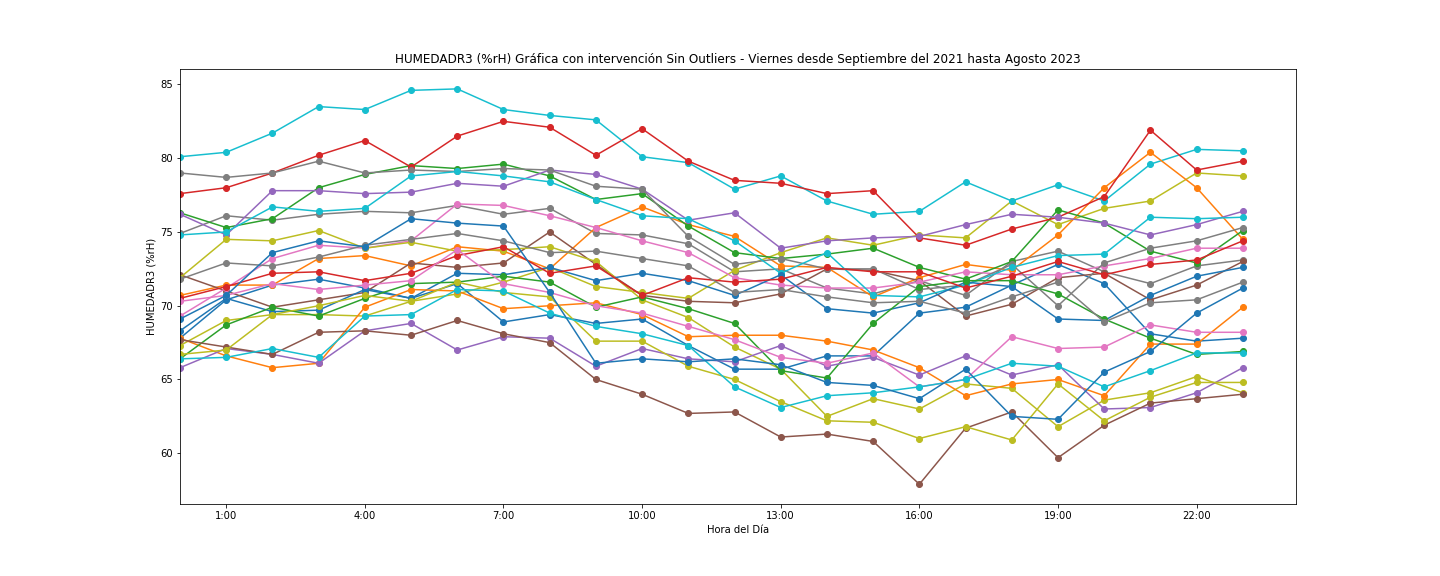 HUMEDADR3 (%rH) Gráfica con intervención Sin Outliers - Viernes desde Septiembre del 2021 hasta Agosto 2023
85
80
75
70
65
60
HUMEDADR3 (%rH)
1:00 4:00 7:00 10:00 13:00 16:00 19:00 22:00
Hora del Día